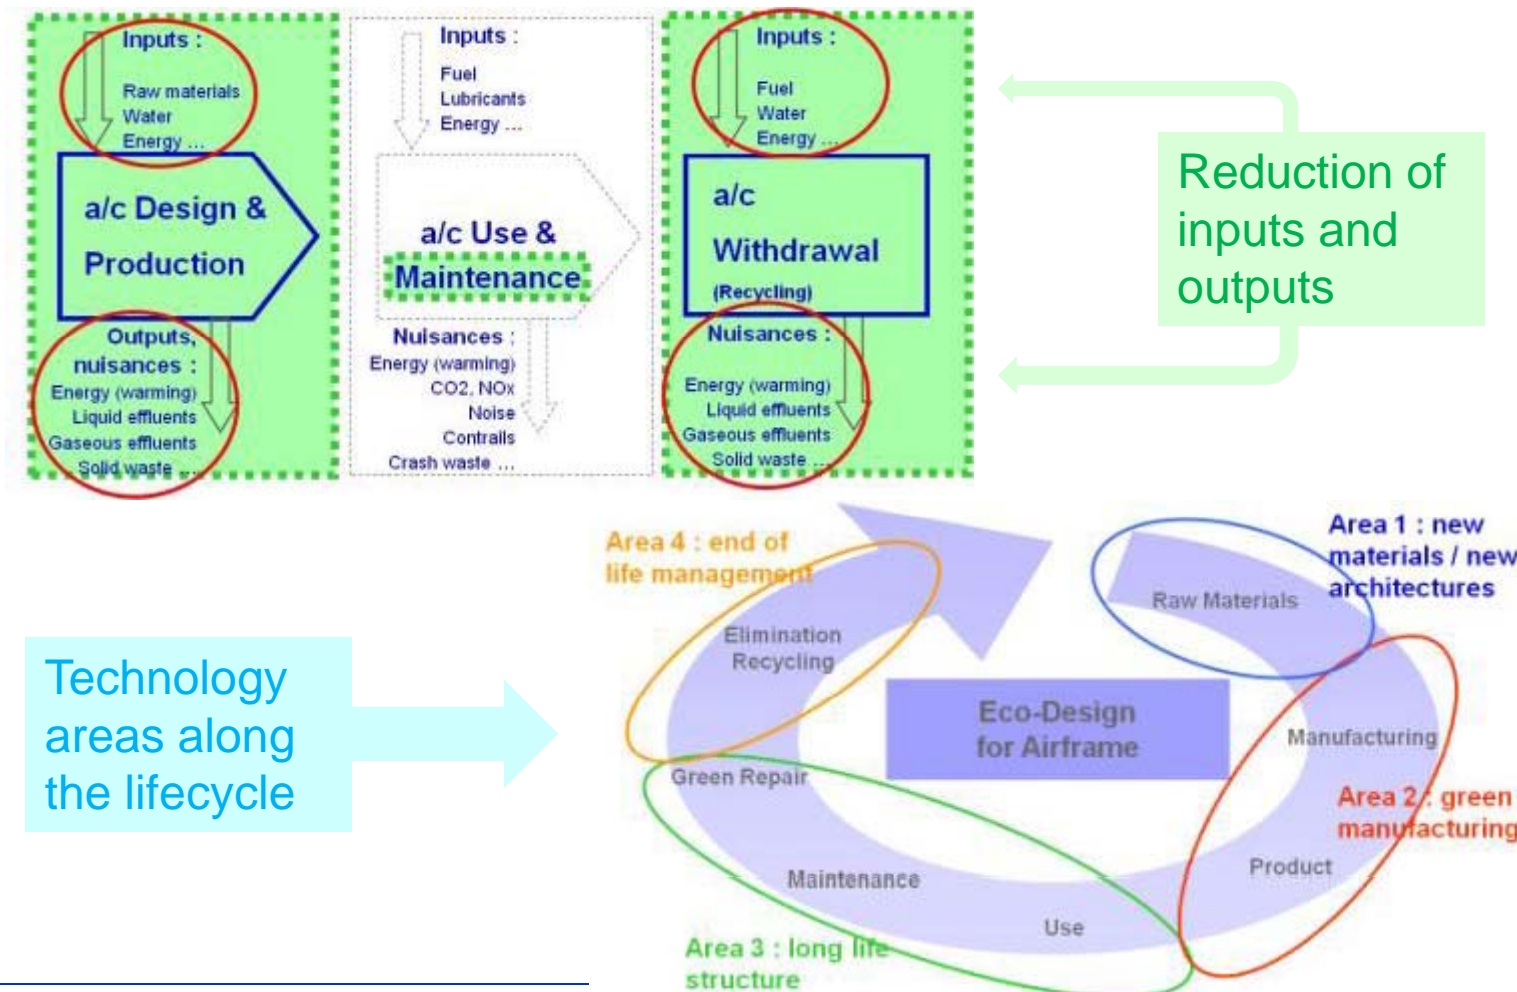 Inputs :
Raw materials
Water
Energy ...
a/c Design &
Production
Outputs,
nuisances :
Energy (warming)
Liquid effluents
Gaseous effluents
Solid waste ...
Inputs :
Fuel
Lubricants
Energy ...
a/c Use &
Maintenance
Nuisances :
Energy (warming)
CO2, NOx
Noise
Contrails
Crash waste ...
Inputs :
Fuel
Water
Energy ...
a/c
Withdrawal
(Recycling)
Nuisances :
Energy (warming)
Liquid effluents
Gaseous effluents
Solid waste ...
Reduction of
inputs and
outputs
Technology
areas along
the lifecycle
Area 4 : end of
life management
Elimination
Recycling
Area 1 : new
materials / new
architectures
Raw Materials
Eco-Design
for Airframe
Manufacturing
Green Repair
Area 2 : green
manufacturing
Product
Maintenance
Use
Area 3 : long life
structure